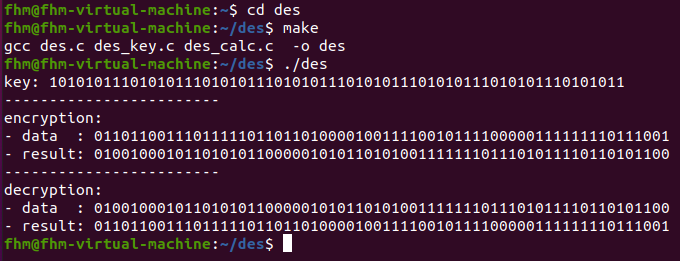 fhm@fhm-virtual-machine:~$ cd des
fhm@fhm-virtual-machine:~/des$ make
gcc des.c des_key.c des_calc.c  -o des
fhm@fhm-virtual-machine:~/des$ ./des
key: 1010101110101011101010111010101110101011101010111010101110101011
------------------------
encryption:
- data  : 0110110011101111101101101000010011110010111100000111111110111001
- result: 0100100010110101011000001010110101001111111011101011110110101100
------------------------
decryption:
- data  : 0100100010110101011000001010110101001111111011101011110110101100
- result: 0110110011101111101101101000010011110010111100000111111110111001
fhm@fhm-virtual-machine:~/des$